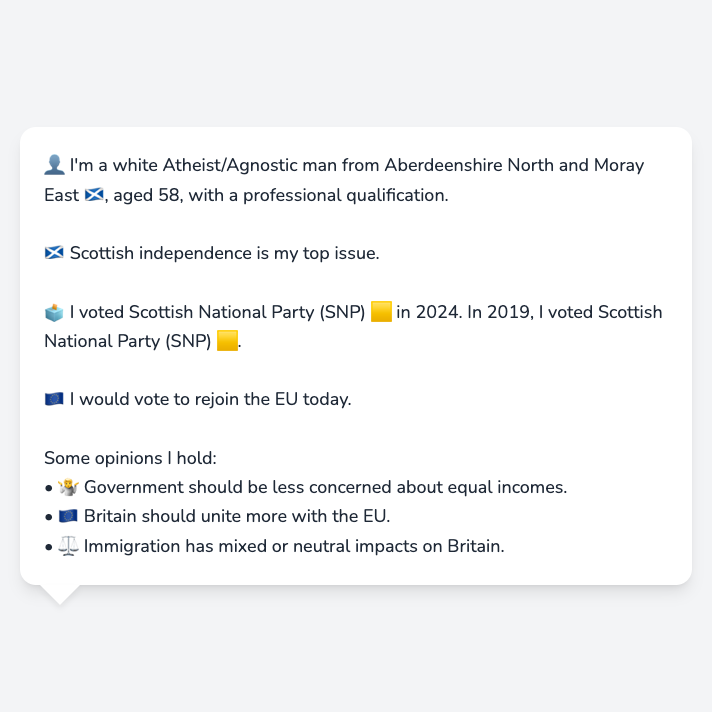 👤 I'm a white Atheist/Agnostic man from Aberdeenshire North and Moray
East 🏴󠁧󠁢󠁳󠁣󠁴󠁿, aged 58, with a professional qualification.
🏴󠁧󠁢󠁳󠁣󠁴󠁿 Scottish independence is my top issue.
🗳️ I voted Scottish National Party (SNP) 🟨 in 2024. In 2019, I voted Scottish
National Party (SNP) 🟨.
🇪🇺 I would vote to rejoin the EU today.
Some opinions I hold:
• 🤷 Government should be less concerned about equal incomes.
• 🇪🇺 Britain should unite more with the EU.
• ⚖️ Immigration has mixed or neutral impacts on Britain.